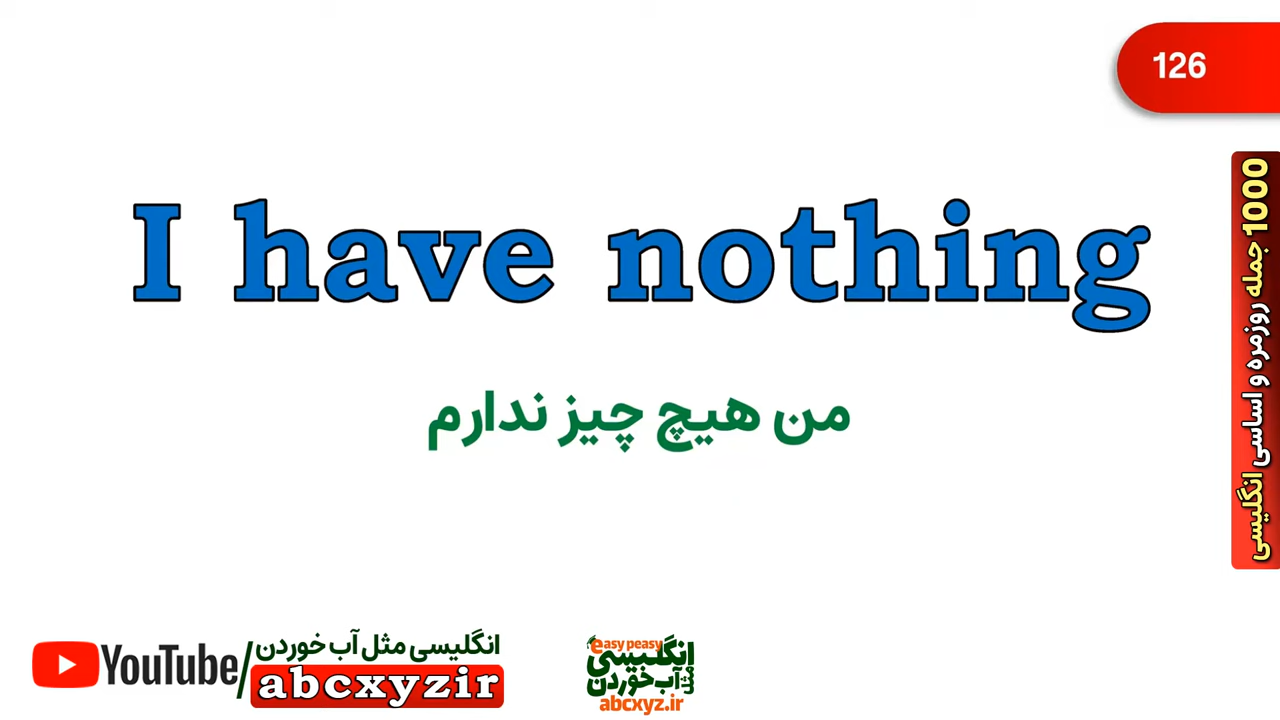 126
1000 جمله روزمره و اساسی انگلیسی
I have nothing
من هیچ چیز ندارم
YouTube/
انگلیسی مثل آب خوردن
abcxyzir
easy peasy
انگلیسی
مثل
آب خوردن
abcxyz.ir